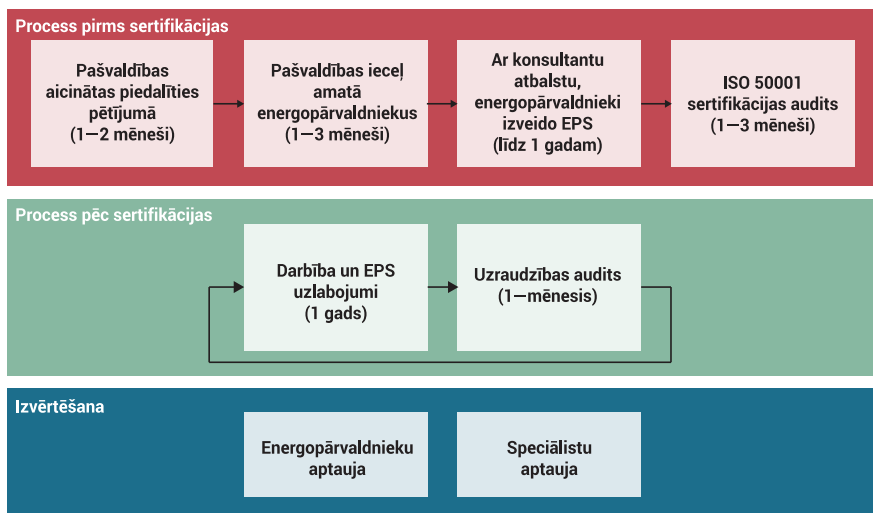 Process pirms sertifikācijas
Pašvaldības
aicinātas piedalīties
pētījumā
(1—2 mēneši)
Pašvaldības ieceļ
amatā
energopārvaldniekus
(1—3 mēneši)
Ar konsultantu
atbalstu,
energopārvaldnieki
izveido EPS
(līdz 1 gadam)
ISO 50001
sertifikācijas audits
(1—3 mēneši)
Process pēc sertifikācijas
Darbība un EPS
uzlabojumi
(1 gads)
Uzraudzības audits
(1—mēnesis)
Izvērtēšana
Energopārvaldnieku
aptauja
Speciālistu
aptauja